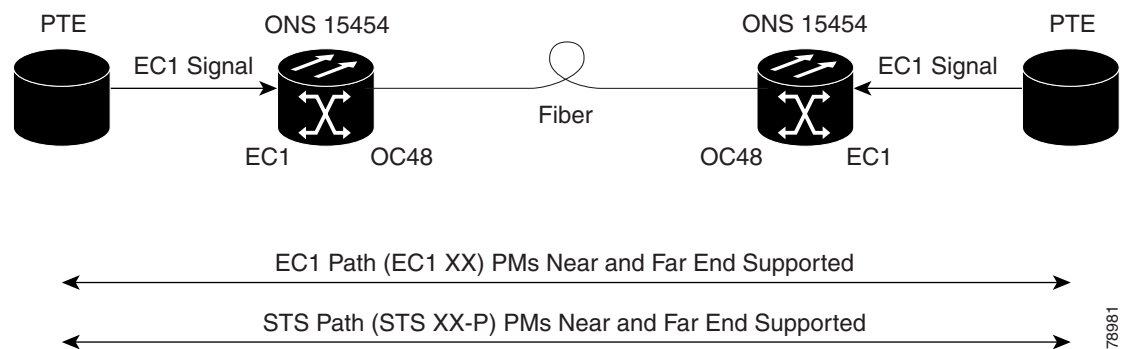 PTE
ONS 15454
ONS 15454
PTE
EC1 Signal
EC1 Signal
Fiber
EC1
OC48
OC48
EC1
EC1 Path (EC1 XX) PMs Near and Far End Supported
STS Path (STS XX-P) PMs Near and Far End Supported
78981